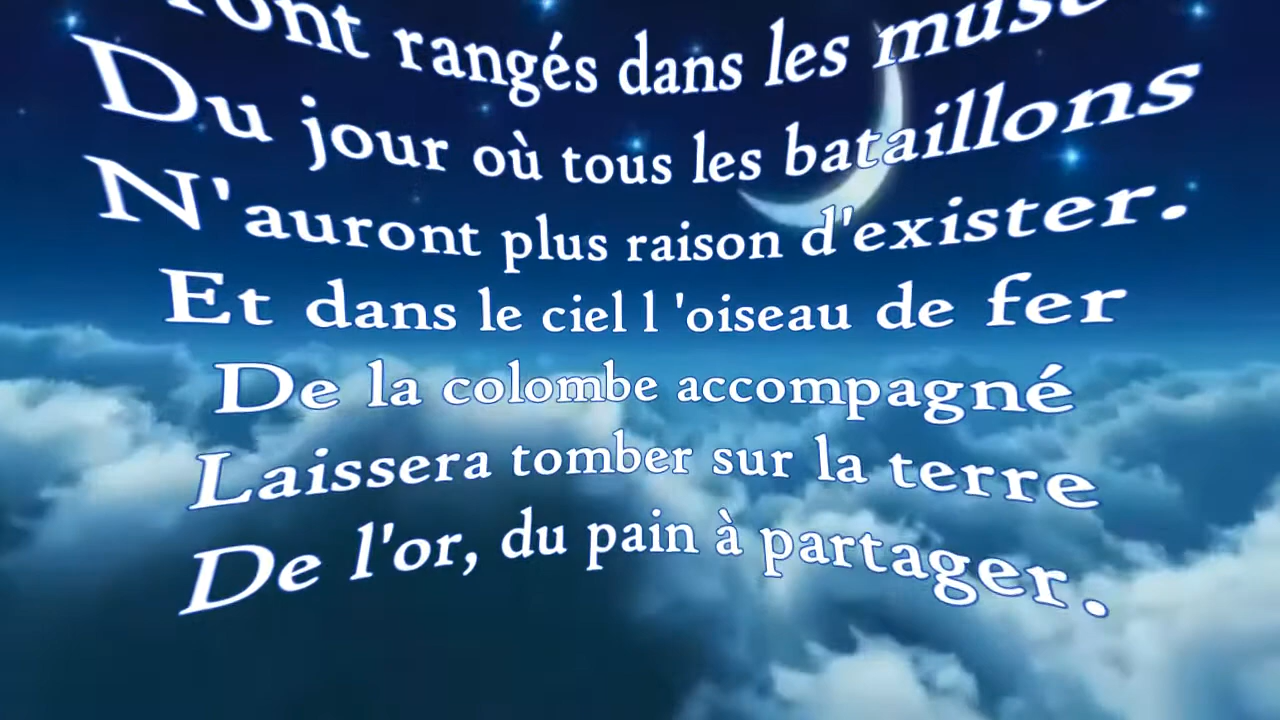 rangés dans les
Du jour où tous les bataillons
N'auront plus raison d'exister.
Et dans le ciel l 'oiseau de fer
De la colombe accompagné
Laissera tomber sur la terre
De l'or, du pain à partager.